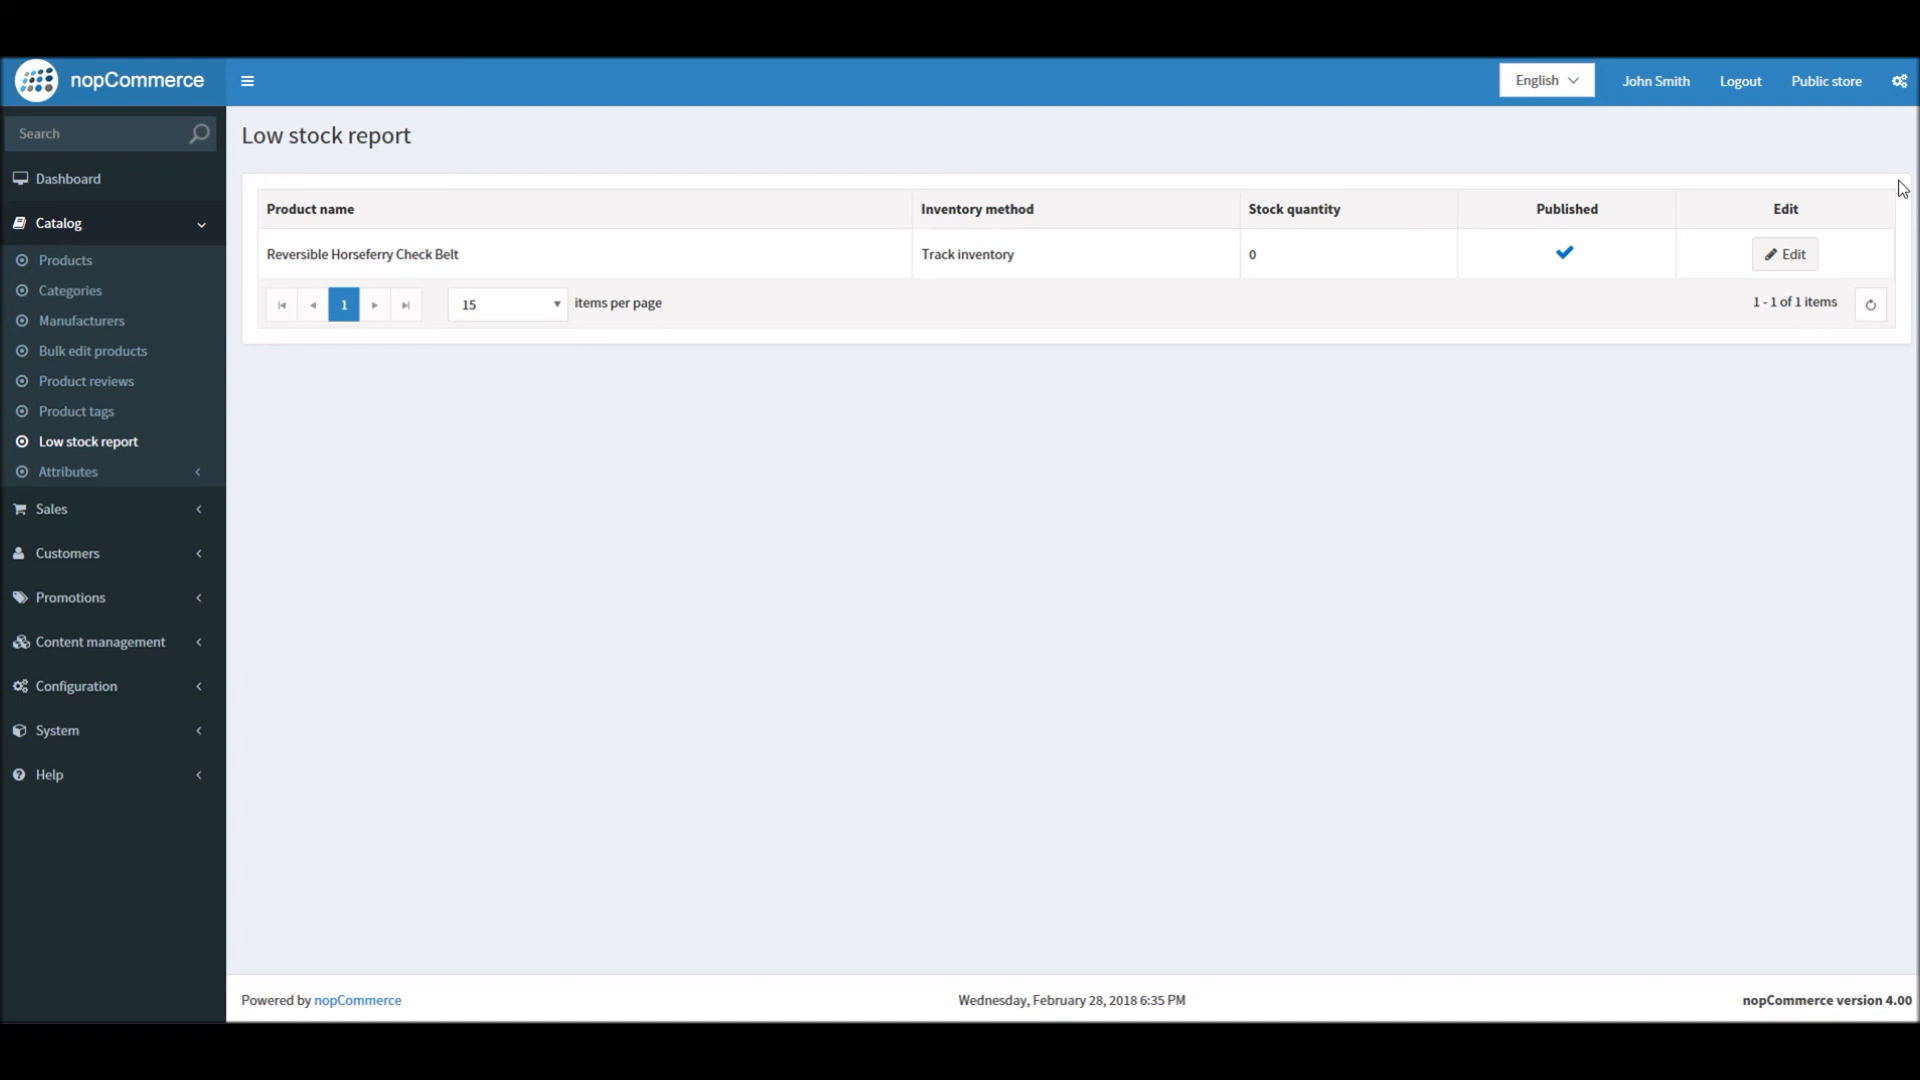 nopCommerce
English
John Smith
Logout
Public store
Search
Dashboard
Catalog
Products
Categories
Manufacturers
Bulk edit products
Product reviews
Product tags
Low stock report
Attributes
Sales
Customers
Promotions
Content management
Configuration
System
Help
Low stock report
Product name Inventory method Stock quantity Published Edit
Reversible Horseferry Check Belt Track inventory 0 Edit
1 15 items per page 1 - 1 of 1 items
Powered by nopCommerce Wednesday, February 28, 2018 6:35 PM nopCommerce version 4.00